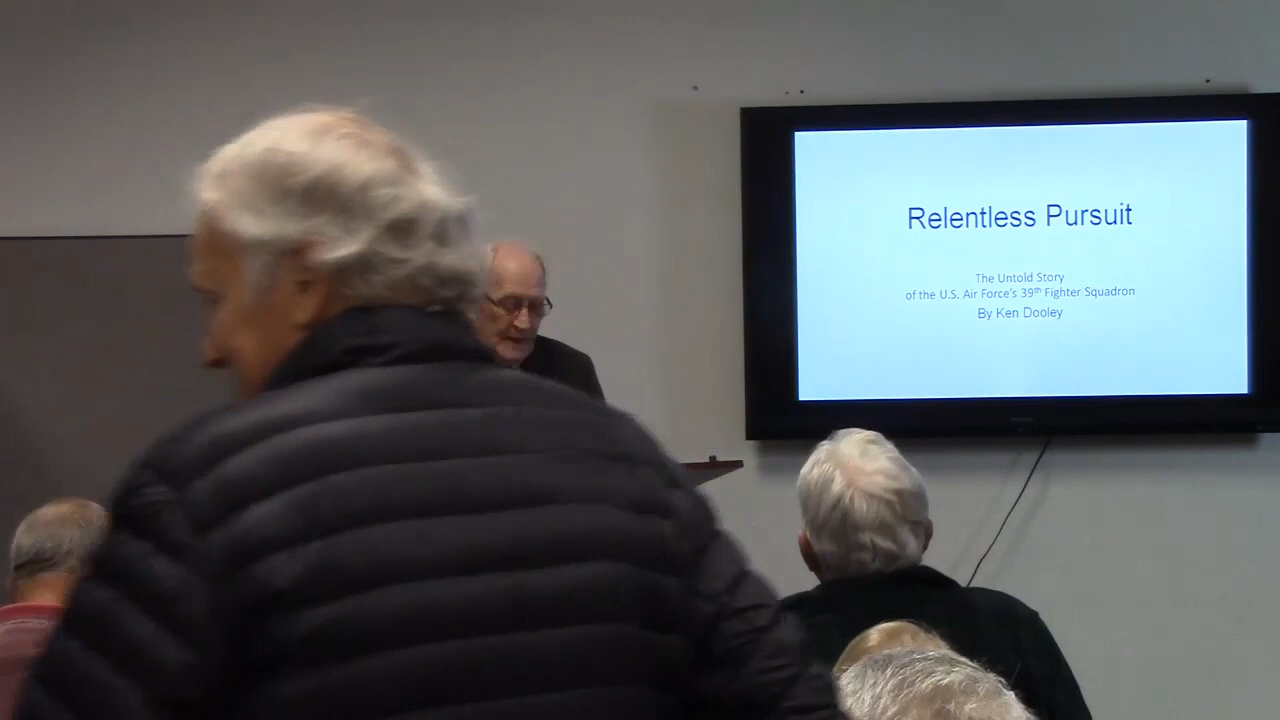 Relentless Pursuit
The Untold Story
of the U.S. Air Force's 39th Fighter Squadron
By Ken Dooley